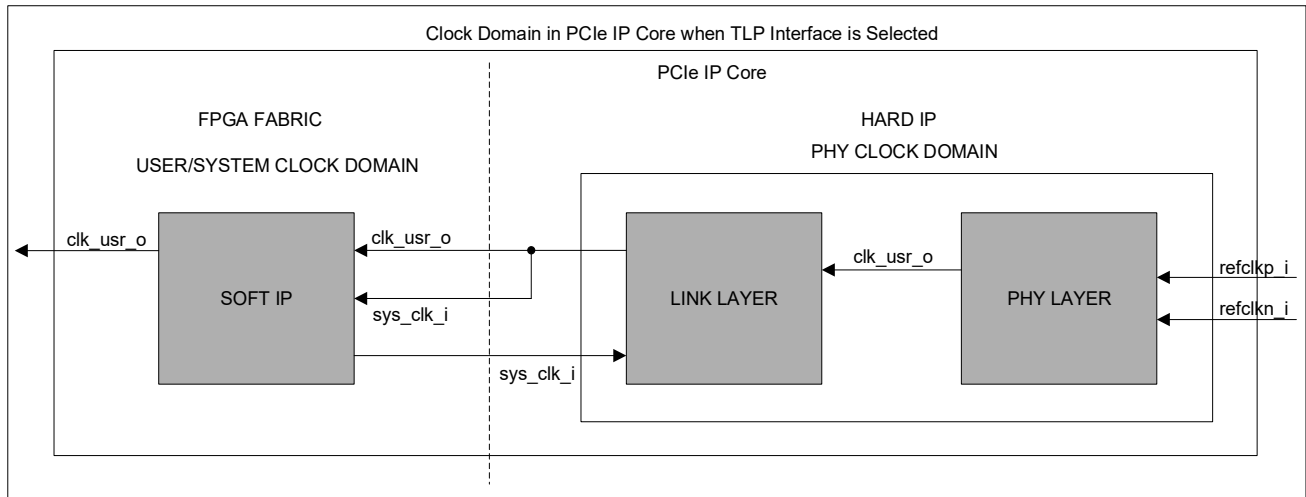 Clock Domain in PCIe IP Core when TLP Interface is Selected
PCIe IP Core
FPGA FABRIC
HARD IP
USER/SYSTEM CLOCK DOMAIN
PHY CLOCK DOMAIN
clk_usr_o
clk_usr_o
clk_usr_o
refclkp_i
SOFT IP
LINK LAYER
PHY LAYER
sys_clk_i
refclkn_i
sys_clk_i